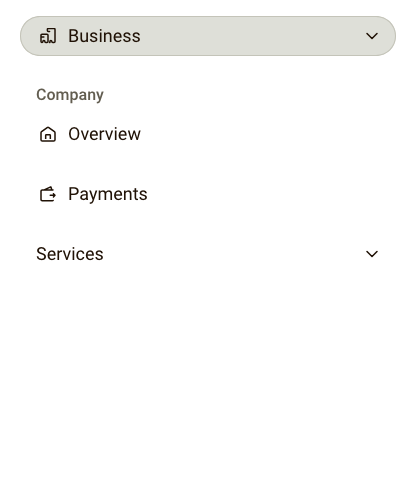 Business
Company
Overview
Payments
Services